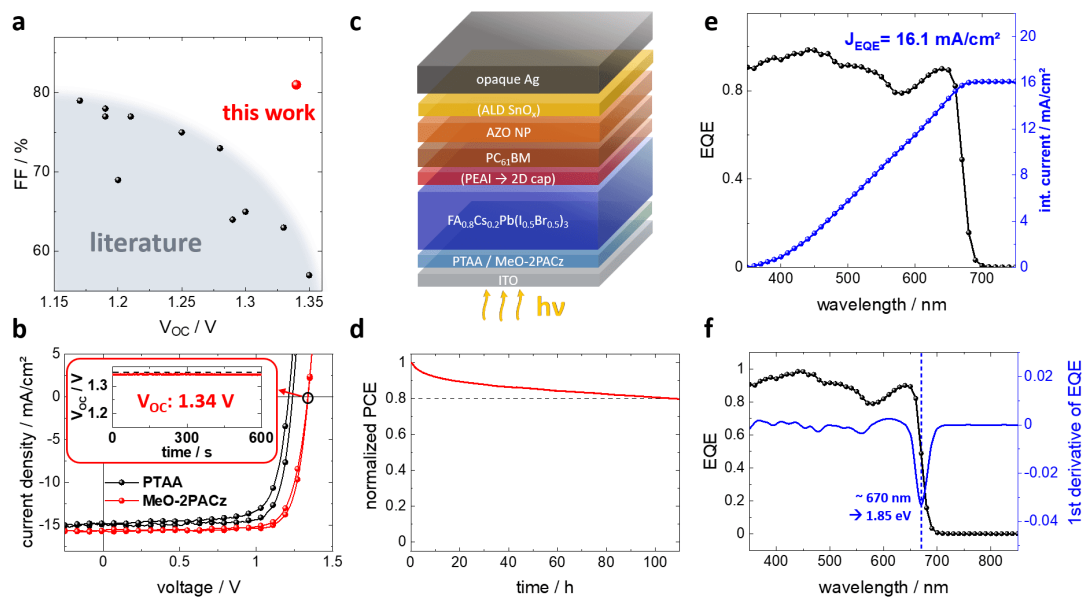 a
FF / %
80
70
60
this work
literature
1.15
1.20
1.25
1.30
1.35
V_OC / V
b
current density / mA/cm²
5
0
-5
-10
-15
V_OC / V
1.3
1.2
V_OC: 1.34 V
0
300
600
time / s
PTAA
MeO-2PACz
0
0.5
1
1.5
voltage / V
c
opaque Ag
(ALD SnO_x)
AZO NP
PC_61BM
(PEAI → 2D cap)
FA_0.8Cs_0.2Pb(I_0.5Br_0.5)_3
PTAA / MeO-2PACz
ITO
hν
d
normalized PCE
1
0.8
0.6
0.4
0.2
0
0
20
40
60
80
100
time / h
e
J_EQE= 16.1 mA/cm²
EQE
0.8
0.4
0
20
16
12
8
4
0
int. current / mA/cm²
400
500
600
700
wavelength / nm
f
EQE
1
0.8
0.6
0.4
0.2
0
~ 670 nm
→ 1.85 eV
0.02
0
-0.02
-0.04
1st derivative of EQE
400
500
600
700
800
wavelength / nm